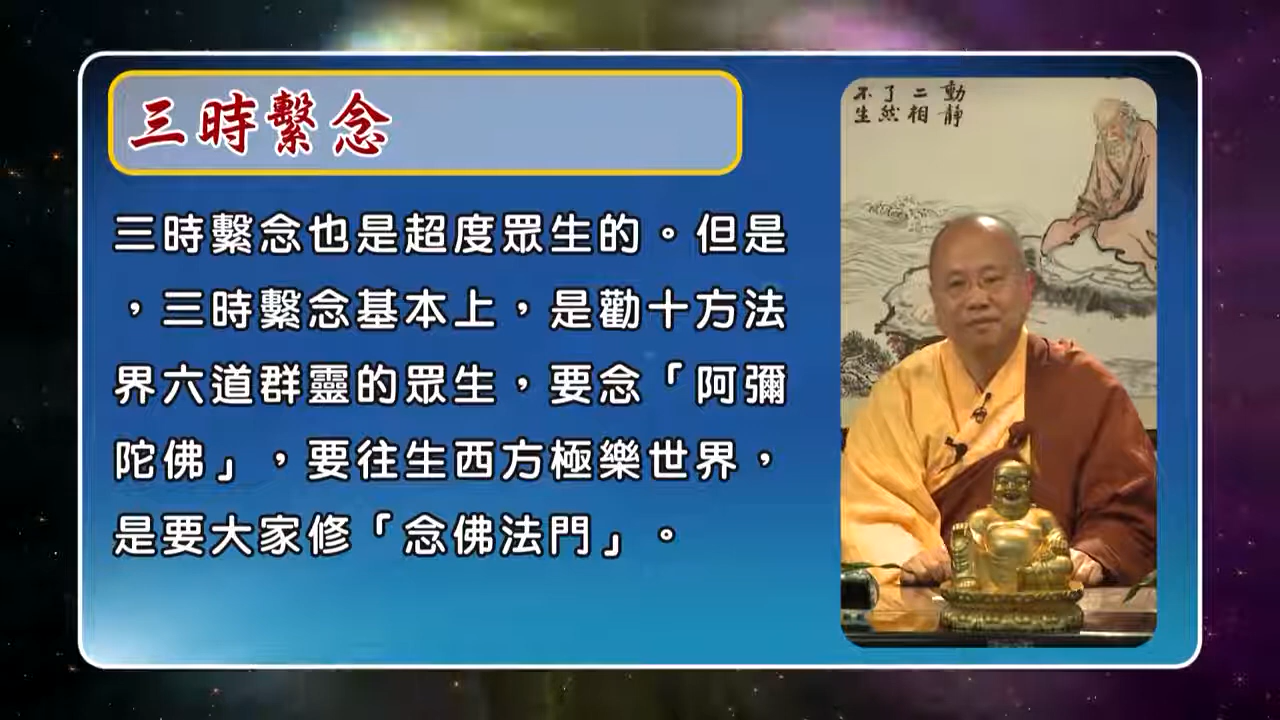 三時繫念
三時繫念也是超度眾生的。但是
，三時繫念基本上，是勸十方法
界六道群靈的眾生，要念「阿彌
陀佛」，要往生西方極樂世界，
是要大家修「念佛法門」。
動靜
二相
了然
不生